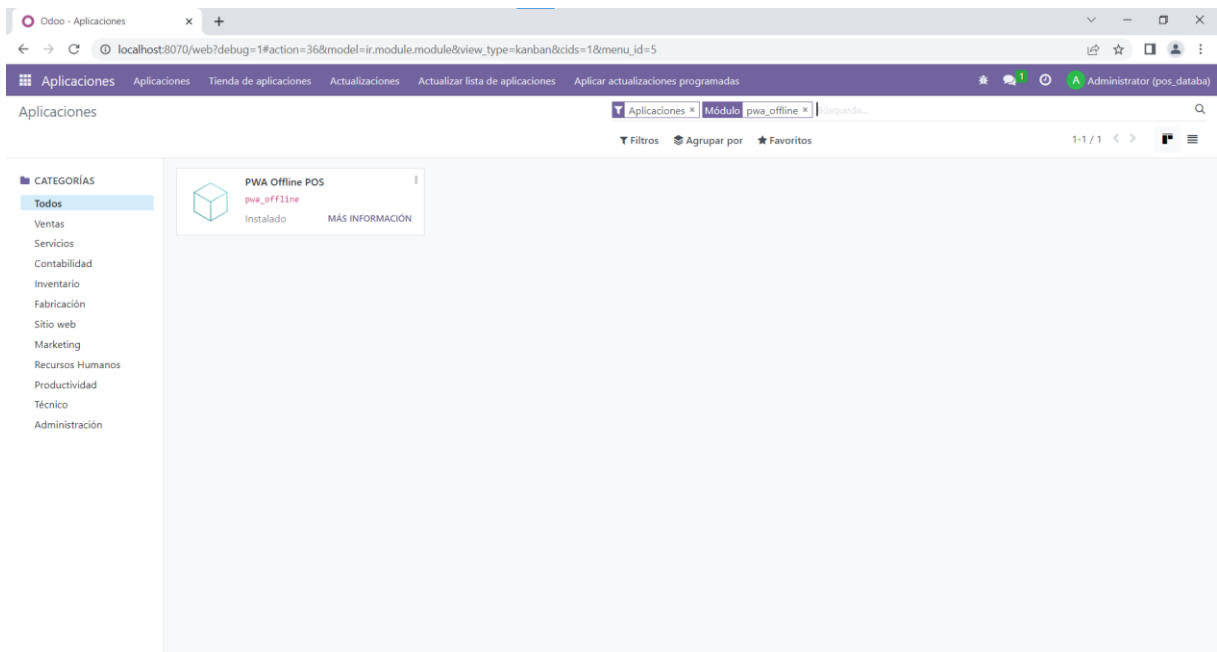 Odoo - Aplicaciones
localhost:8070/web?debug=1#action=36&model=ir.module.module&view_type=kanban&cids=1&menu_id=5
Aplicaciones Aplicaciones Tienda de aplicaciones Actualizaciones Actualizar lista de aplicaciones Aplicar actualizaciones programadas 1 A Administrator (pos_databa)
Aplicaciones Aplicaciones × Módulo pwa_offline × Búsqueda...
Filtros Agrupar por Favoritos 1-1 / 1
CATEGORÍAS
Todos
Ventas
Servicios
Contabilidad
Inventario
Fabricación
Sitio web
Marketing
Recursos Humanos
Productividad
Técnico
Administración
PWA Offline POS
pwa_offline
Instalado MÁS INFORMACIÓN